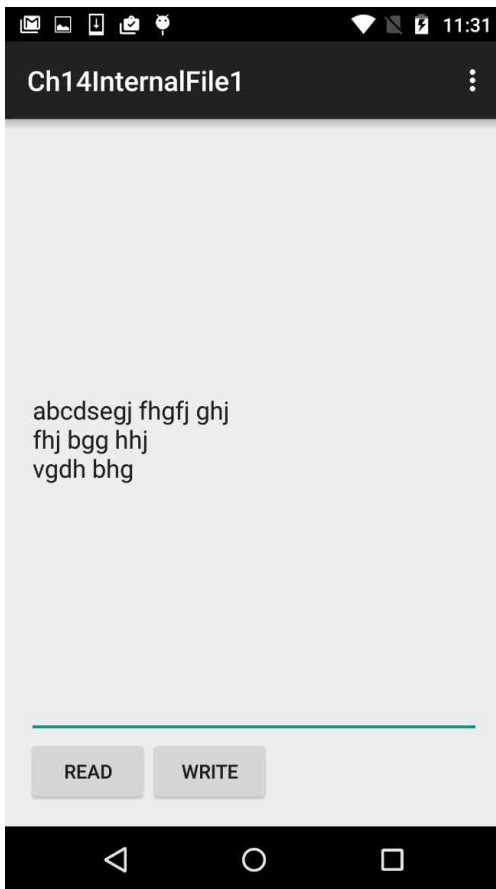 11:31
Ch14InternalFile1
abcdsegj fhgfj ghj
fhj bgg hhj
vgdh bhg
READ WRITE